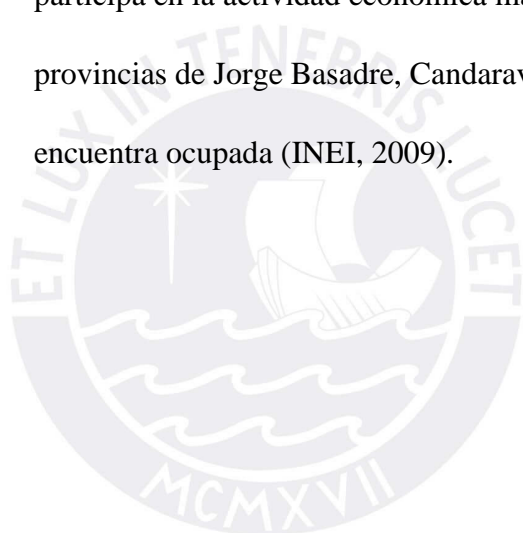 participa en la actividad económica
provincias de Jorge Basadre,
encuentra ocupada (INEI, 2009).
ET LUX IN TENEBRIS LUCET
MCMXVII